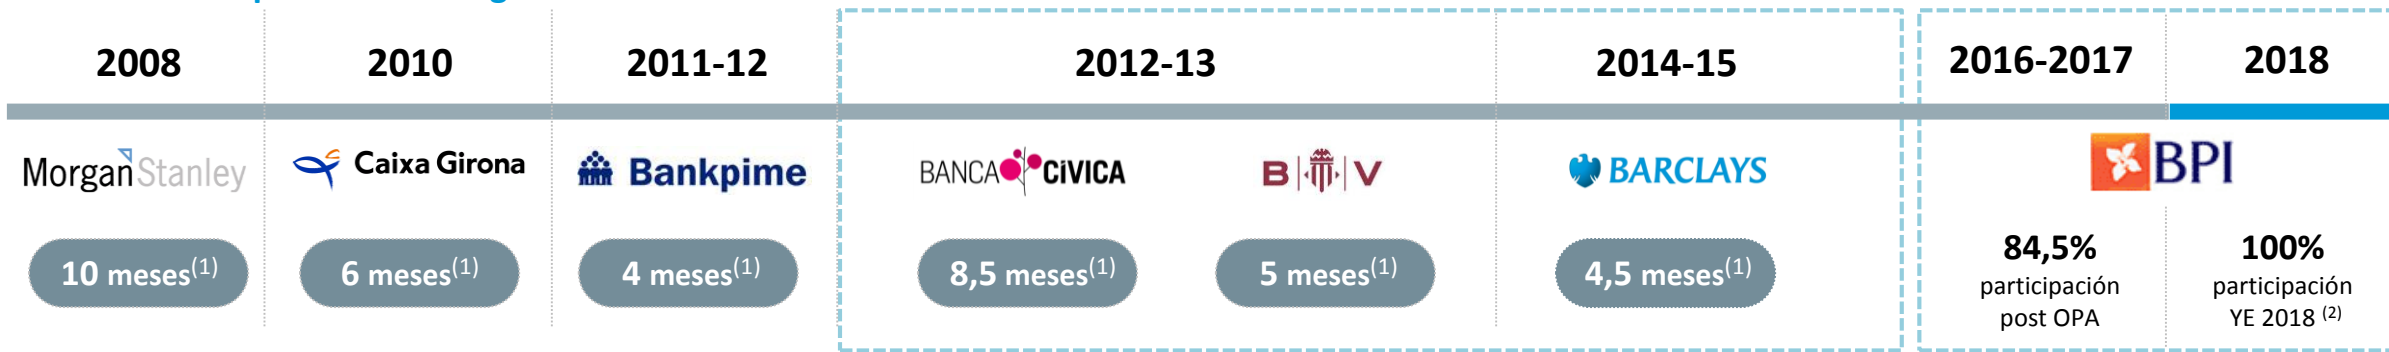 2008
2010
2011-12
2012-13
2014-15
2016-2017
2018
Morgan Stanley
Caixa Girona
Bankpime
BANCA CÍVICA
B V
BARCLAYS
BPI
10 meses(1)
6 meses(1)
4 meses(1)
8,5 meses(1)
5 meses(1)
4,5 meses(1)
84,5%
participación
post OPA
100%
participación
YE 2018 (2)